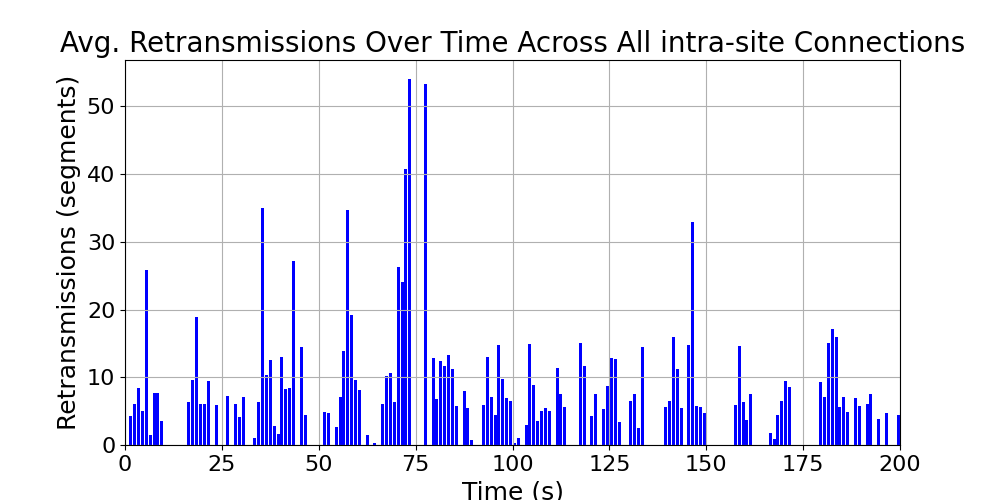 Avg. Retransmissions Over Time Across All intra-site Connections
Retransmissions (segments)
50
40
30
20
10
0
0 25 50 75 100 125 150 175 200
Time (s)